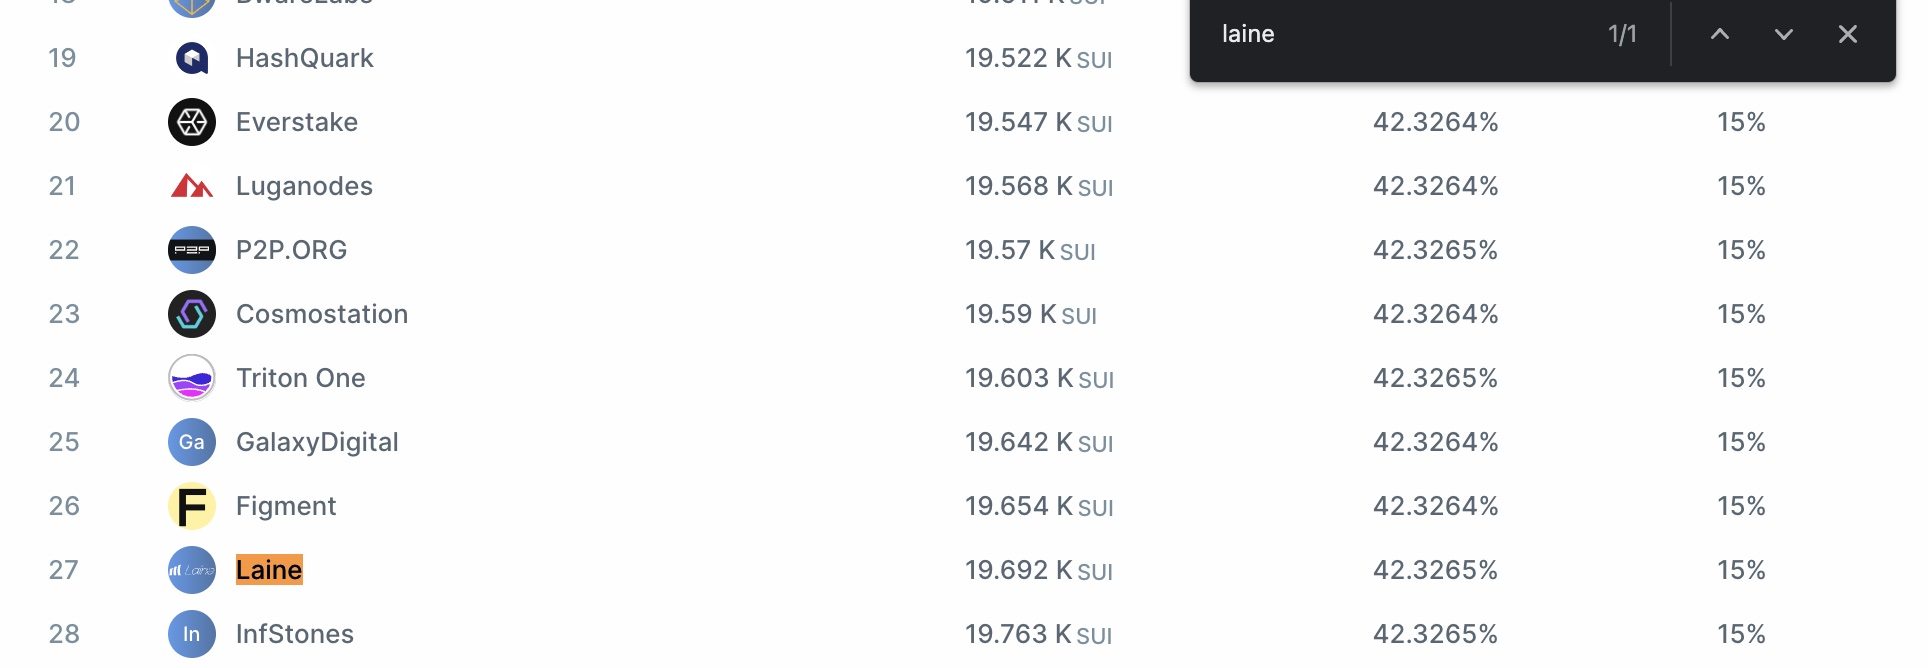 laine 1/1
19 HashQuark 19.522 K SUI
20 Everstake 19.547 K SUI 42.3264% 15%
21 Luganodes 19.568 K SUI 42.3264% 15%
22 P2P P2P.ORG 19.57 K SUI 42.3265% 15%
23 Cosmostation 19.59 K SUI 42.3264% 15%
24 Triton One 19.603 K SUI 42.3265% 15%
25 Ga GalaxyDigital 19.642 K SUI 42.3264% 15%
26 F Figment 19.654 K SUI 42.3264% 15%
27 Laine Laine 19.692 K SUI 42.3265% 15%
28 In InfStones 19.763 K SUI 42.3265% 15%